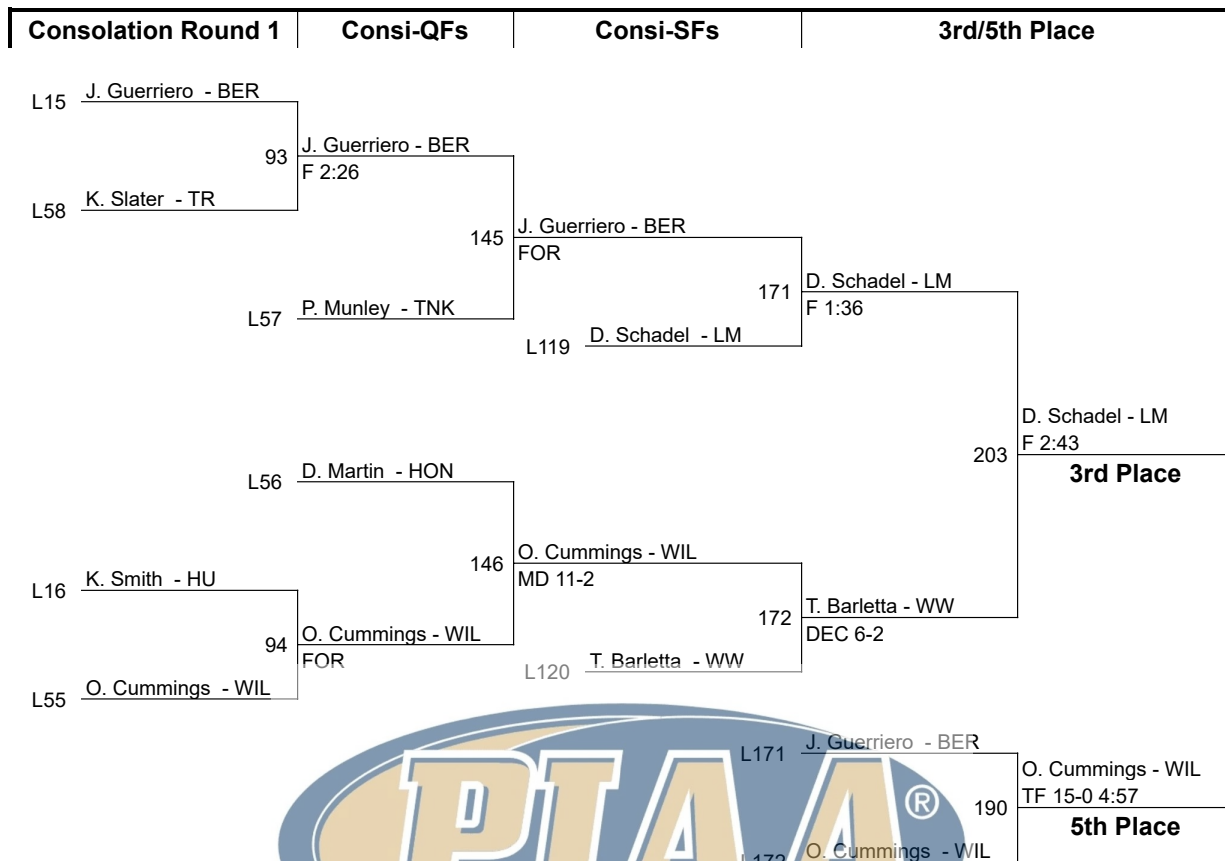 Consolation Round 1 Consi-QFs Consi-SFs 3rd/5th Place
L15 J. Guerriero - BER
93 J. Guerriero - BER
F 2:26
L58 K. Slater - TR
145 J. Guerriero - BER
FOR
L57 P. Munley - TNK
171 D. Schadel - LM
F 1:36
L119 D. Schadel - LM
203 D. Schadel - LM
F 2:43
3rd Place
L56 D. Martin - HON
146 O. Cummings - WIL
MD 11-2
L16 K. Smith - HU
172 T. Barletta - WW
DEC 6-2
94 O. Cummings - WIL
FOR
L120 T. Barletta - WW
L55 O. Cummings - WIL
L171 J. Guerriero - BER
190 O. Cummings - WIL
TF 15-0 4:57
5th Place
L172 O. Cummings - WIL
PIAA ®